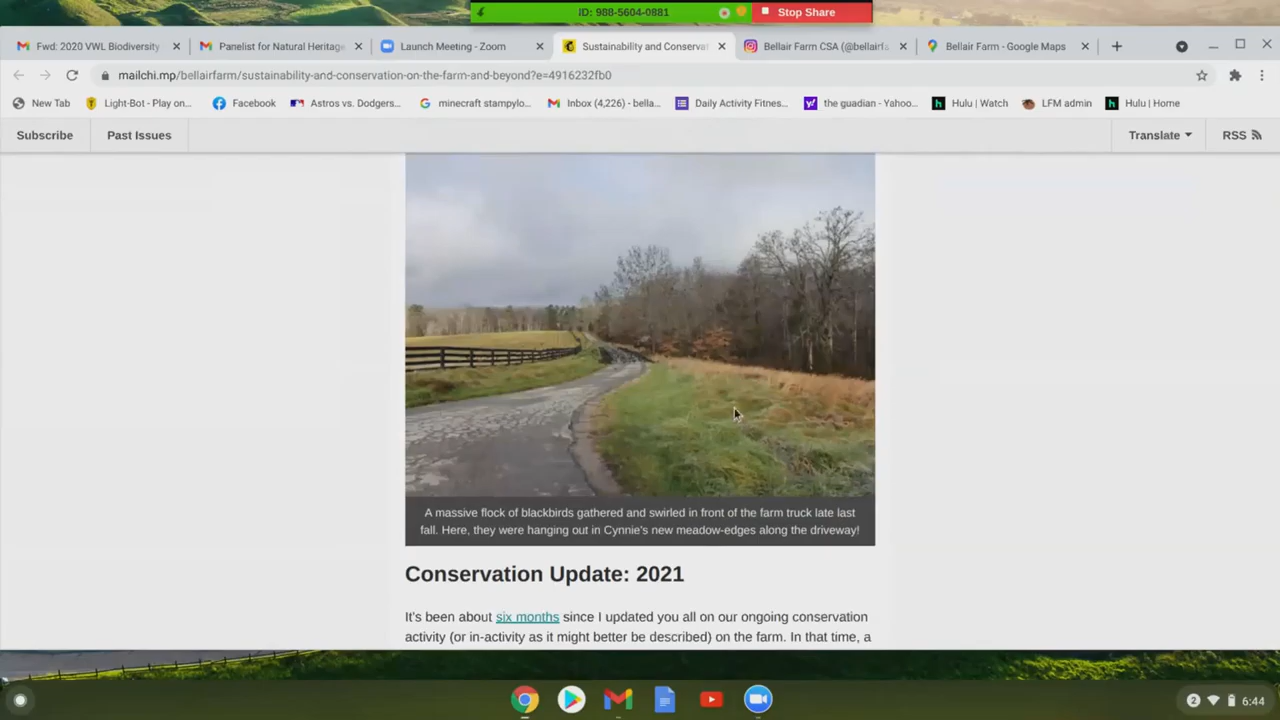 ID: 988-5604-0881
Stop Share
Fwd: 2020 VWL Biodiversity
Panelist for Natural Heritage
Launch Meeting - Zoom
Sustainability and Conservat
Bellair Farm CSA (@bellairfa
Bellair Farm - Google Maps
mailchi.mp/bellairfarm/sustainability-and-conservation-on-the-farm-and-beyond?e=4916232fb0
New Tab
Light-Bot - Play on...
Facebook
Astros vs. Dodgers...
minecraft stampylo...
Inbox (4,226) - bella...
Daily Activity Fitnes...
the guadian - Yahoo...
Hulu | Watch
LFM admin
Hulu | Home
Subscribe
Past Issues
Translate
RSS
A massive flock of blackbirds gathered and swirled in front of the farm truck late last
fall. Here, they were hanging out in Cynnie's new meadow-edges along the driveway!
Conservation Update: 2021
It's been about six months since I updated you all on our ongoing conservation
activity (or in-activity as it might better be described) on the farm. In that time, a
2
6:44